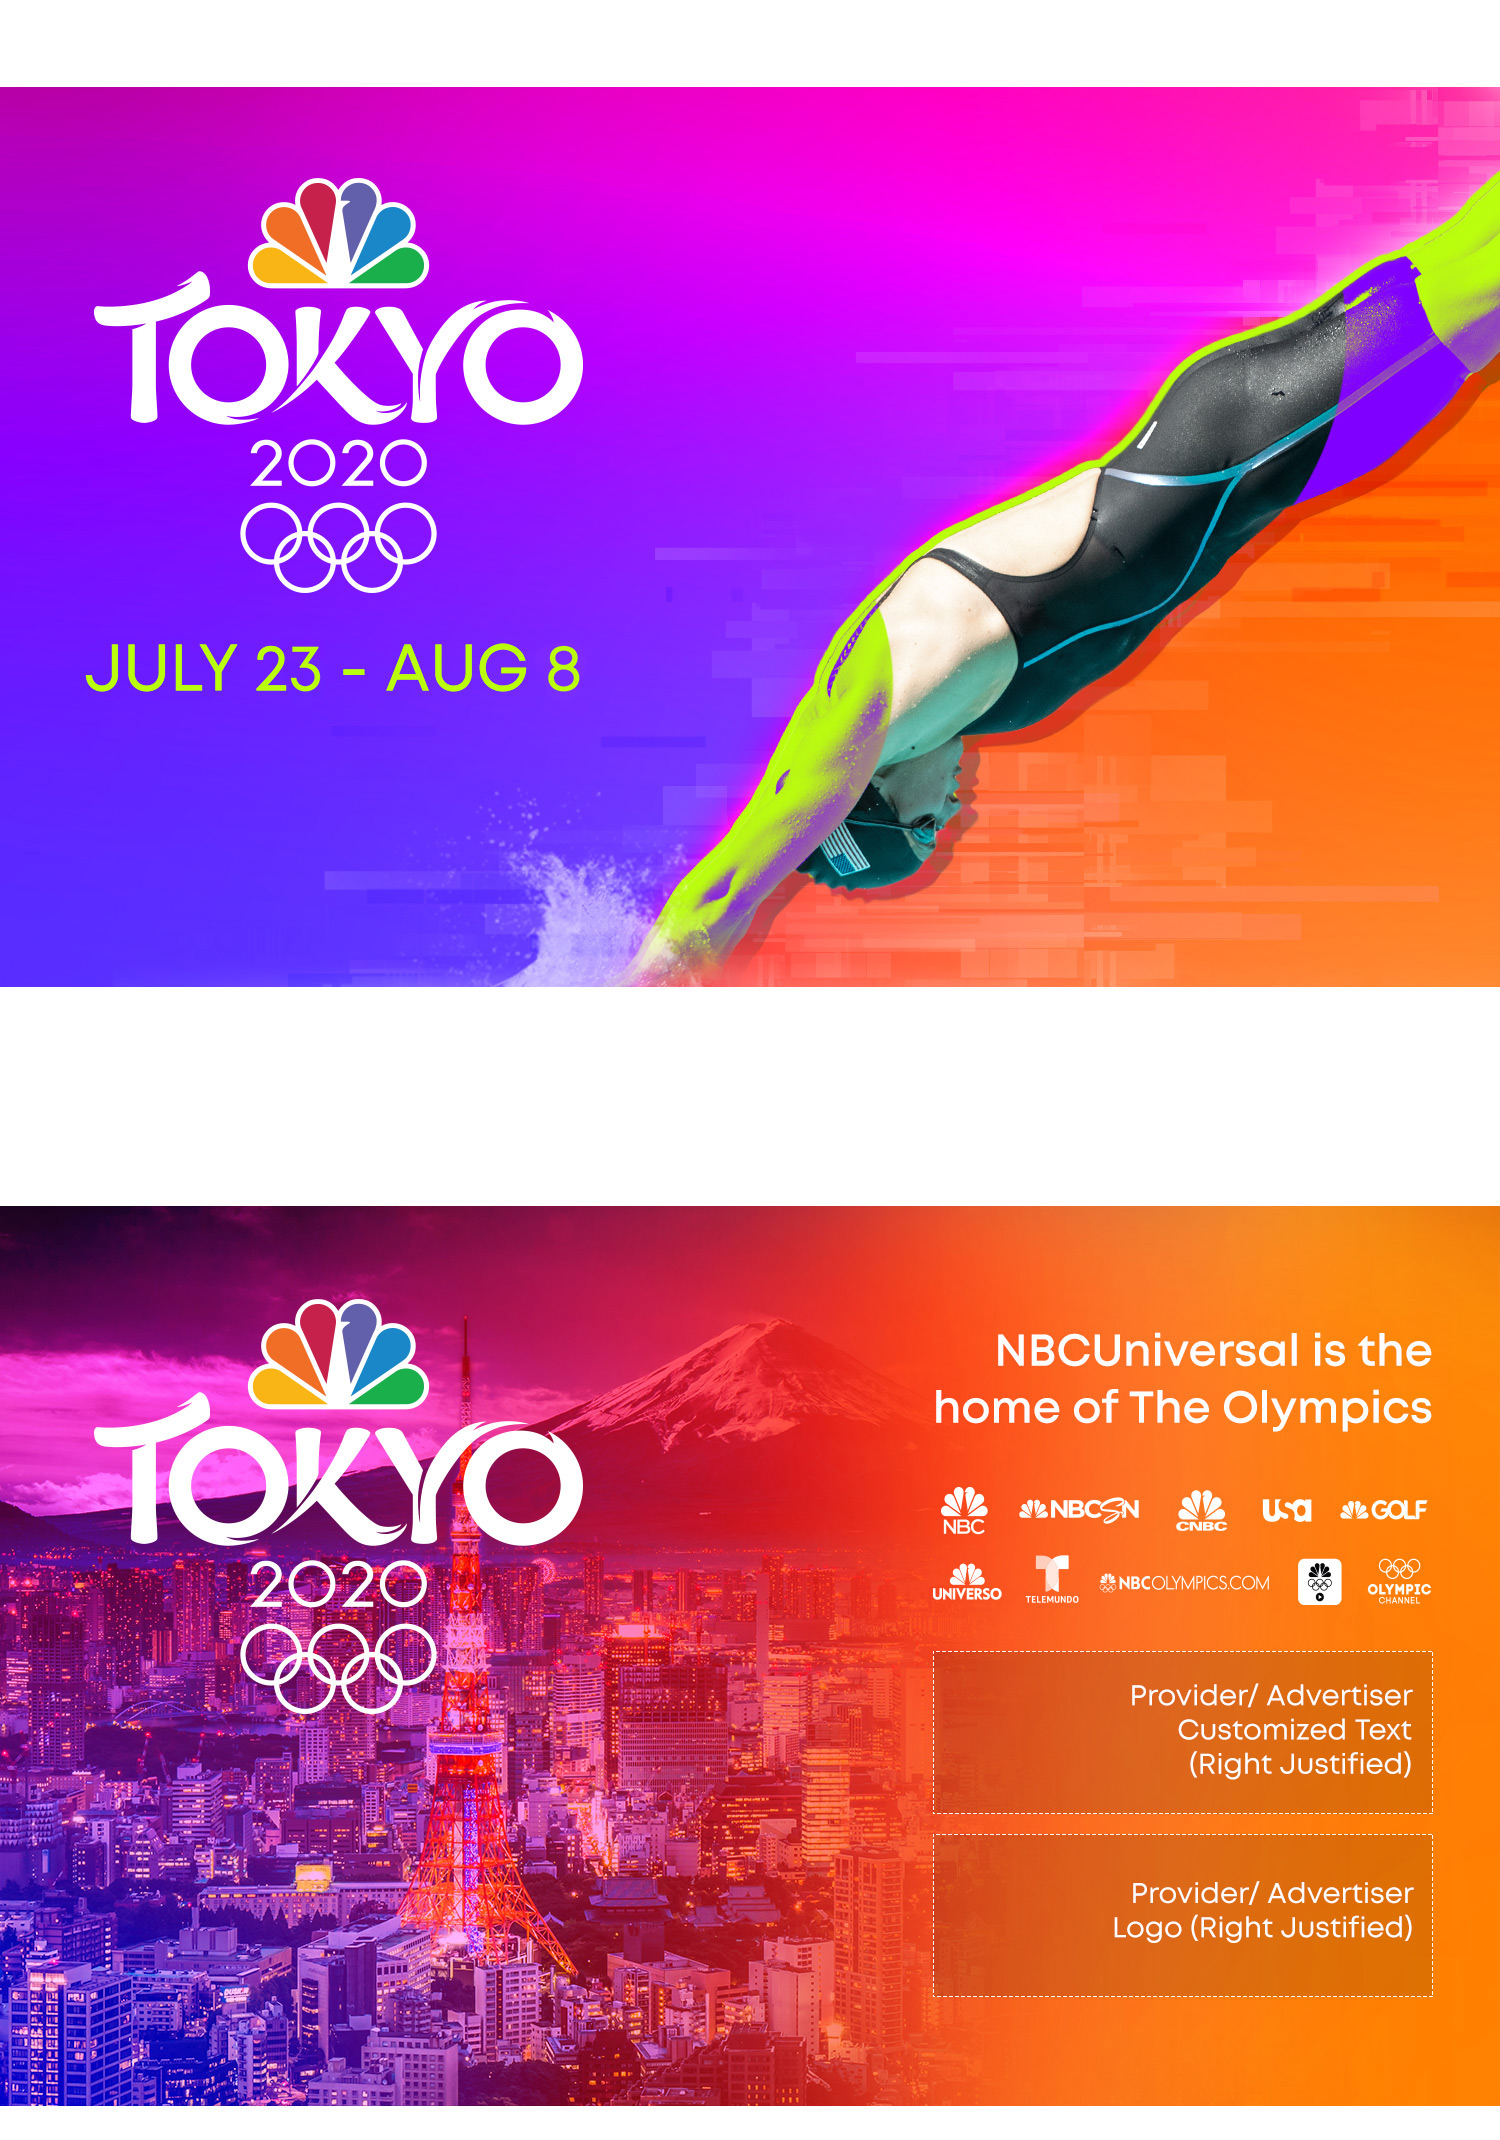 TOKYO
2020
JULY 23 - AUG 8
TOKYO
2020
NBCUniversal is the
home of The Olympics
NBC NBCSN CNBC USA GOLF
UNIVERSO TELEMUNDO NBCOLYMPICS.COM OLYMPIC CHANNEL
Provider/ Advertiser
Customized Text
(Right Justified)
Provider/ Advertiser
Logo (Right Justified)